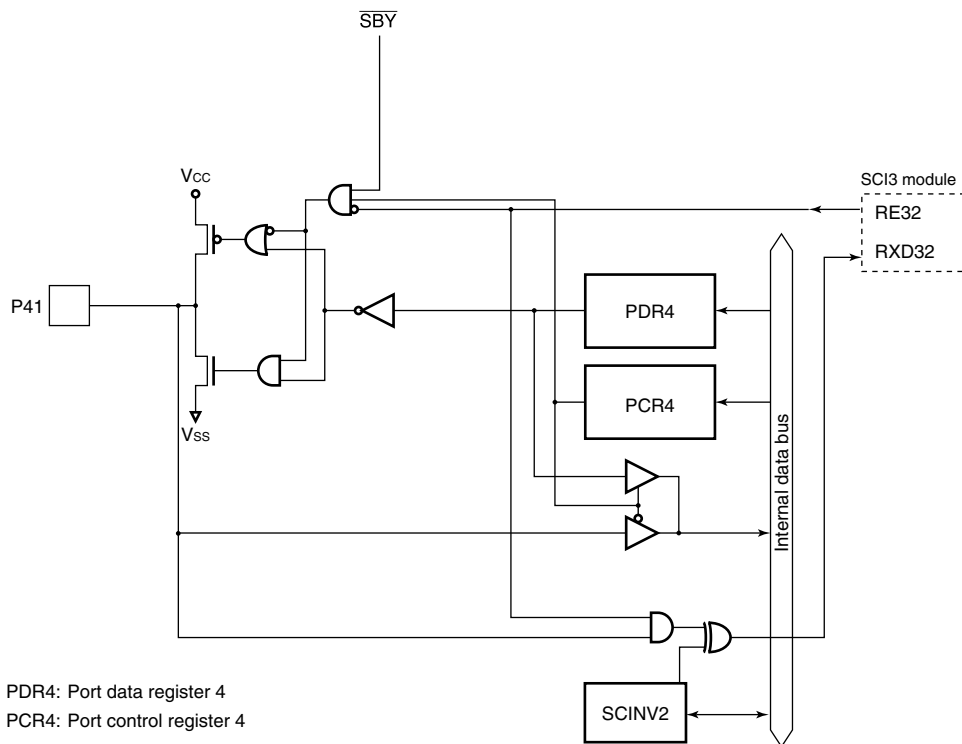 SBY
VCC
SCI3 module
RE32
RXD32
P41
PDR4
PCR4
VSS
Internal data bus
SCINV2
PDR4: Port data register 4
PCR4: Port control register 4